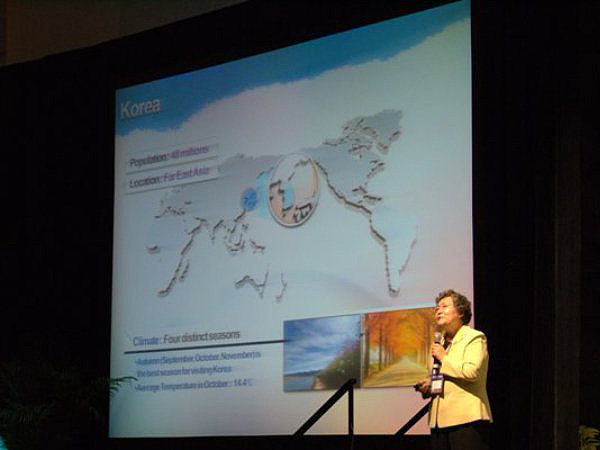 Korea
Population : 48 millions
Location : Far East Asia
Climate : Four distinct seasons
•Autumn (September, October, November) is
the best season for visiting Korea
•Average Temperature in October : 14.4℃